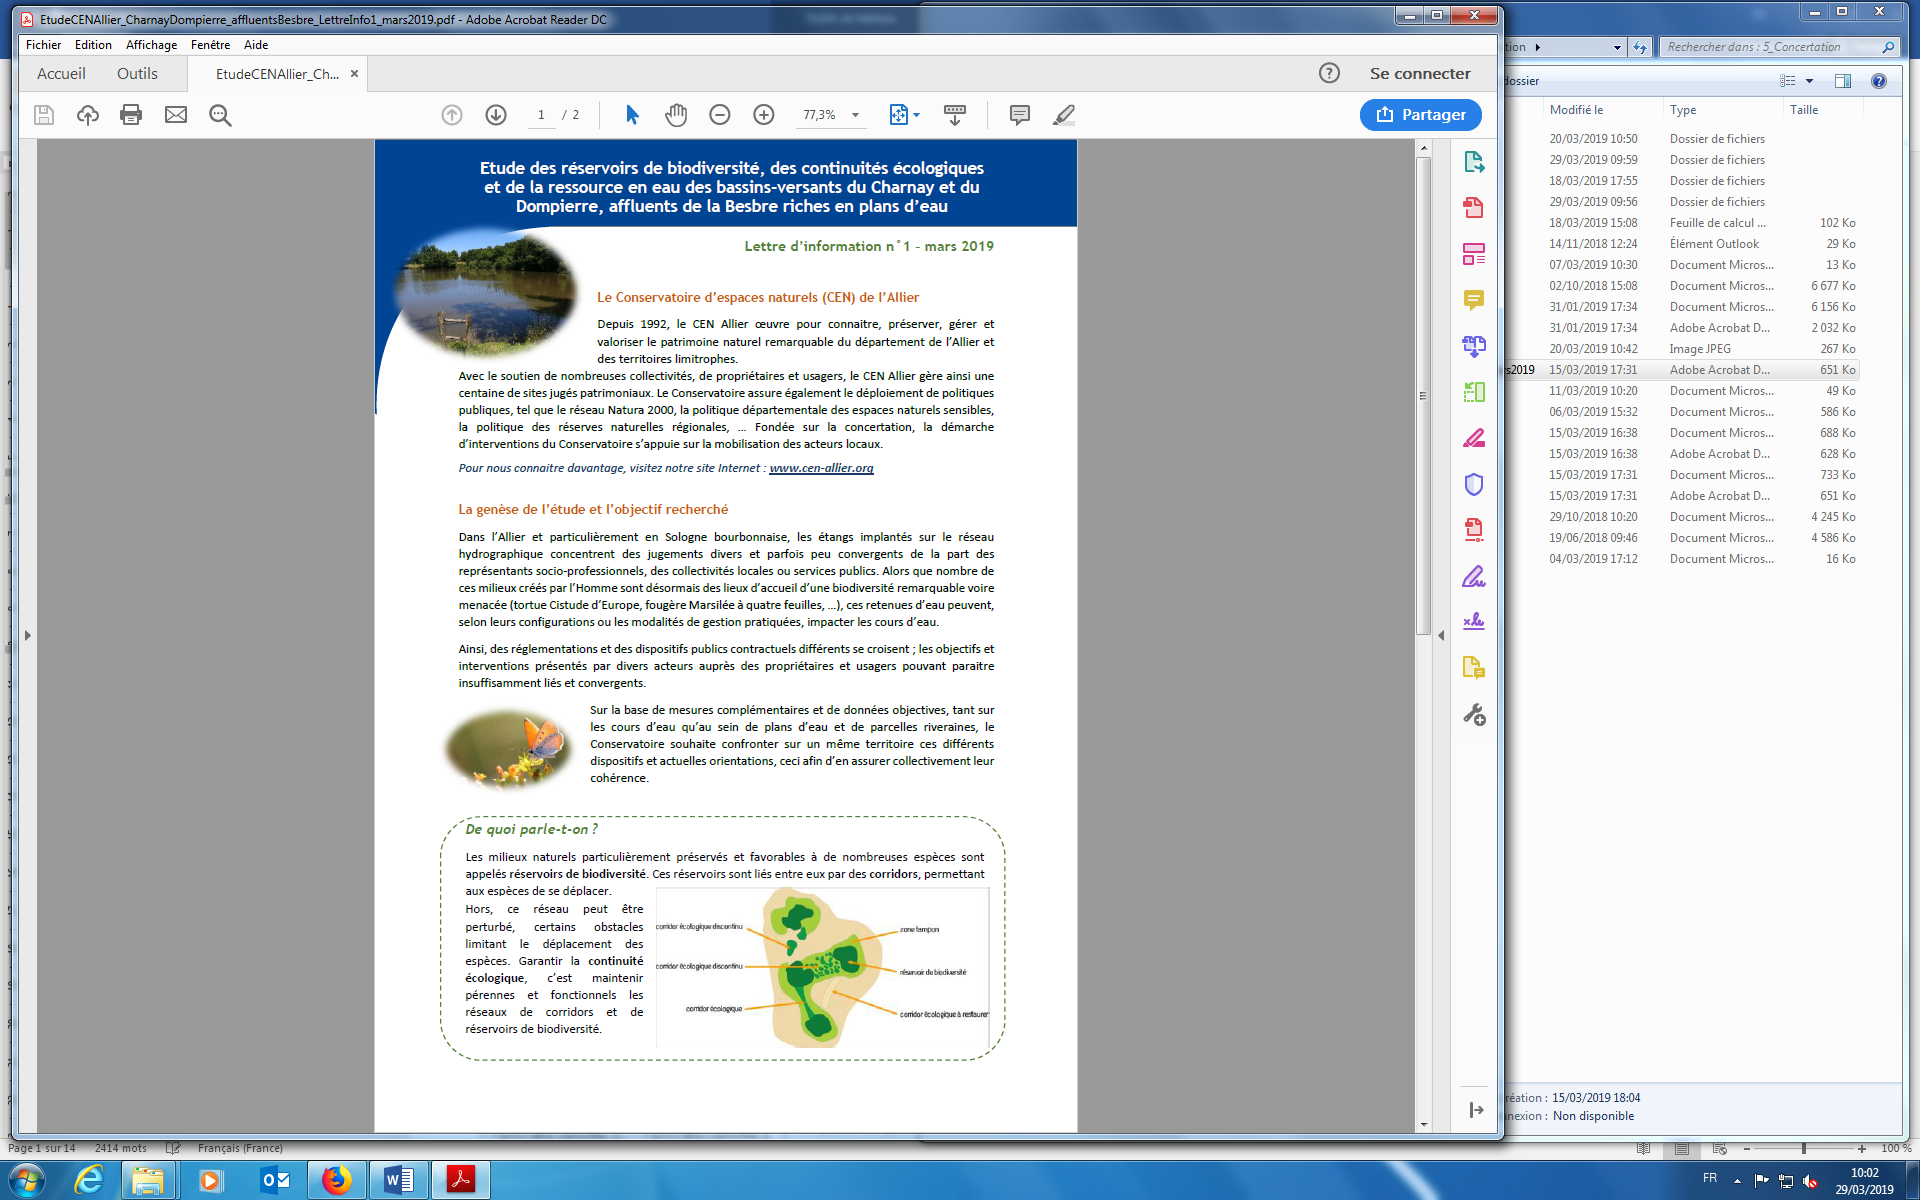 EtudeCENAllier_CharnayDompierre_affluentsBesbre_LettreInfo1_mars2019.pdf - Adobe Acrobat Reader DC
Fichier Edition Affichage Fenêtre Aide
Accueil Outils EtudeCENAllier_Ch... × Se connecter
1 / 2 77,3% Partager
Etude des réservoirs de biodiversité, des continuités écologiques
et de la ressource en eau des bassins-versants du Charnay et du
Dompierre, affluents de la Besbre riches en plans d'eau
Lettre d'information n°1 – mars 2019
Le Conservatoire d'espaces naturels (CEN) de l'Allier
Depuis 1992, le CEN Allier œuvre pour connaitre, préserver, gérer et
valoriser le patrimoine naturel remarquable du département de l'Allier et
des territoires limitrophes.
Avec le soutien de nombreuses collectivités, de propriétaires et usagers, le CEN Allier gère ainsi une
centaine de sites jugés patrimoniaux. Le Conservatoire assure également le déploiement de politiques
publiques, tel que le réseau Natura 2000, la politique départementale des espaces naturels sensibles,
la politique des réserves naturelles régionales, … Fondée sur la concertation, la démarche
d'interventions du Conservatoire s'appuie sur la mobilisation des acteurs locaux.
Pour nous connaitre davantage, visitez notre site Internet : www.cen-allier.org
La genèse de l'étude et l'objectif recherché
Dans l'Allier et particulièrement en Sologne bourbonnaise, les étangs implantés sur le réseau
hydrographique concentrent des jugements divers et parfois peu convergents de la part des
représentants socio-professionnels, des collectivités locales ou services publics. Alors que nombre de
ces milieux créés par l'Homme sont désormais des lieux d'accueil d'une biodiversité remarquable voire
menacée (tortue Cistude d'Europe, fougère Marsilée à quatre feuilles, …), ces retenues d'eau peuvent,
selon leurs configurations ou les modalités de gestion pratiquées, impacter les cours d'eau.
Ainsi, des réglementations et des dispositifs publics contractuels différents se croisent ; les objectifs et
interventions présentés par divers acteurs auprès des propriétaires et usagers pouvant paraitre
insuffisamment liés et convergents.
Sur la base de mesures complémentaires et de données objectives, tant sur
les cours d'eau qu'au sein de plans d'eau et de parcelles riveraines, le
Conservatoire souhaite confronter sur un même territoire ces différents
dispositifs et actuelles orientations, ceci afin d'en assurer collectivement leur
cohérence.
De quoi parle-t-on ?
Les milieux naturels particulièrement préservés et favorables à de nombreuses espèces sont
appelés réservoirs de biodiversité. Ces réservoirs sont liés entre eux par des corridors, permettant
aux espèces de se déplacer.
Hors, ce réseau peut être
perturbé, certains obstacles
limitant le déplacement des
espèces. Garantir la continuité
écologique, c'est maintenir
pérennes et fonctionnels les
réseaux de corridors et de
réservoirs de biodiversité.
corridor écologique discontinu
corridor écologique discontinu
corridor écologique
zone tampon
réservoir de biodiversité
corridor écologique à restaurer
tion
Rechercher dans : 5_Concertation
dossier
Modifié le Type Taille
20/03/2019 10:50 Dossier de fichiers
29/03/2019 09:59 Dossier de fichiers
18/03/2019 17:55 Dossier de fichiers
29/03/2019 09:56 Dossier de fichiers
18/03/2019 15:08 Feuille de calcul ... 102 Ko
14/11/2018 12:24 Élément Outlook 29 Ko
07/03/2019 10:30 Document Micros... 13 Ko
02/10/2018 15:08 Document Micros... 6 677 Ko
31/01/2019 17:34 Document Micros... 6 156 Ko
31/01/2019 17:34 Adobe Acrobat D... 2 032 Ko
20/03/2019 10:42 Image JPEG 267 Ko
rs2019 15/03/2019 17:31 Adobe Acrobat D... 651 Ko
11/03/2019 10:20 Document Micros... 49 Ko
06/03/2019 15:32 Document Micros... 586 Ko
15/03/2019 16:38 Document Micros... 688 Ko
15/03/2019 16:38 Adobe Acrobat D... 628 Ko
15/03/2019 17:31 Document Micros... 733 Ko
15/03/2019 17:31 Adobe Acrobat D... 651 Ko
29/10/2018 10:20 Document Micros... 4 245 Ko
19/06/2018 09:46 Document Micros... 4 586 Ko
04/03/2019 17:12 Document Micros... 16 Ko
réation : 15/03/2019 18:04
nexion : Non disponible
Page 1 sur 14 2414 mots Français (France) 100 %
FR 10:02
29/03/2019